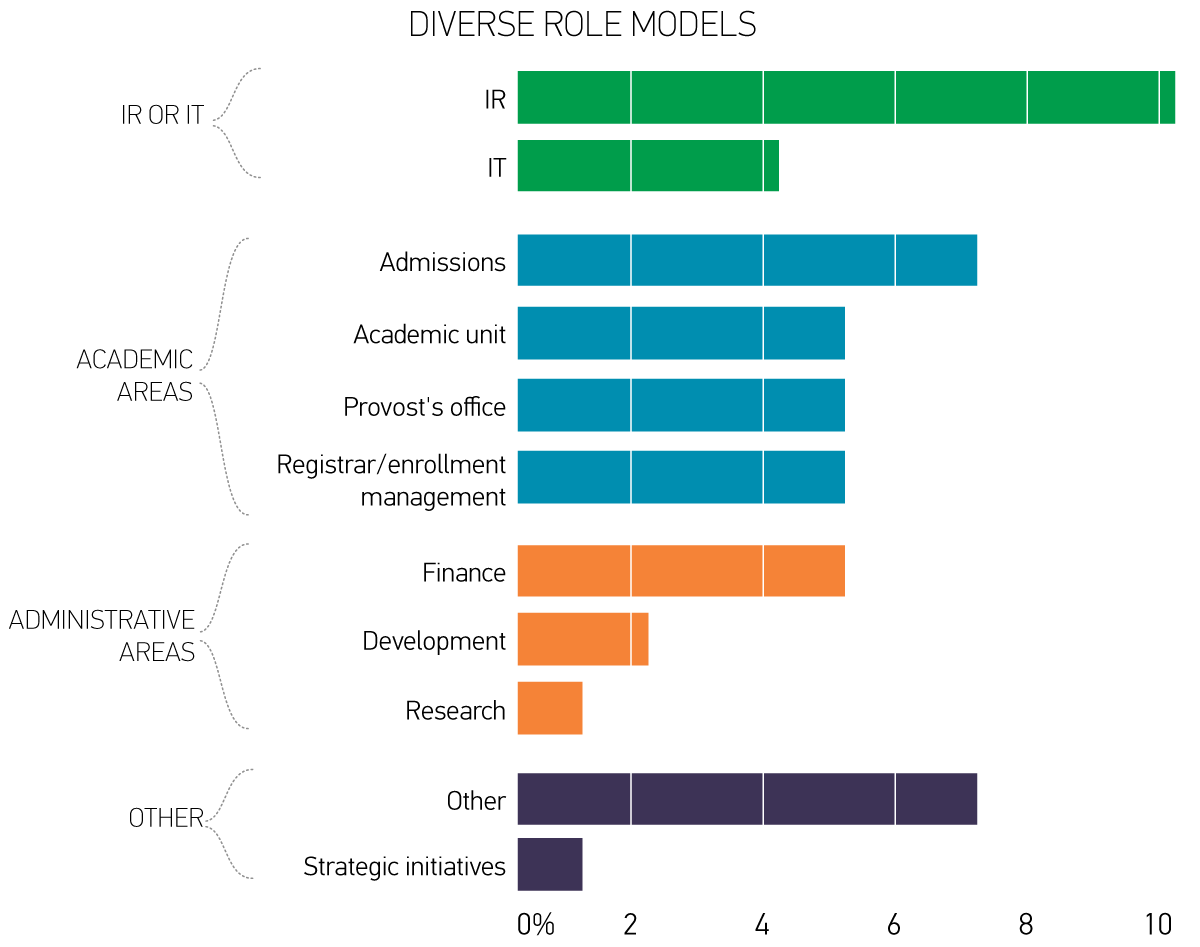 DIVERSE ROLE MODELS
IR OR IT
IR
IT
ACADEMIC
AREAS
Admissions
Academic unit
Provost's office
Registrar/enrollment
management
ADMINISTRATIVE
AREAS
Finance
Development
Research
OTHER
Other
Strategic initiatives
0% 2 4 6 8 10